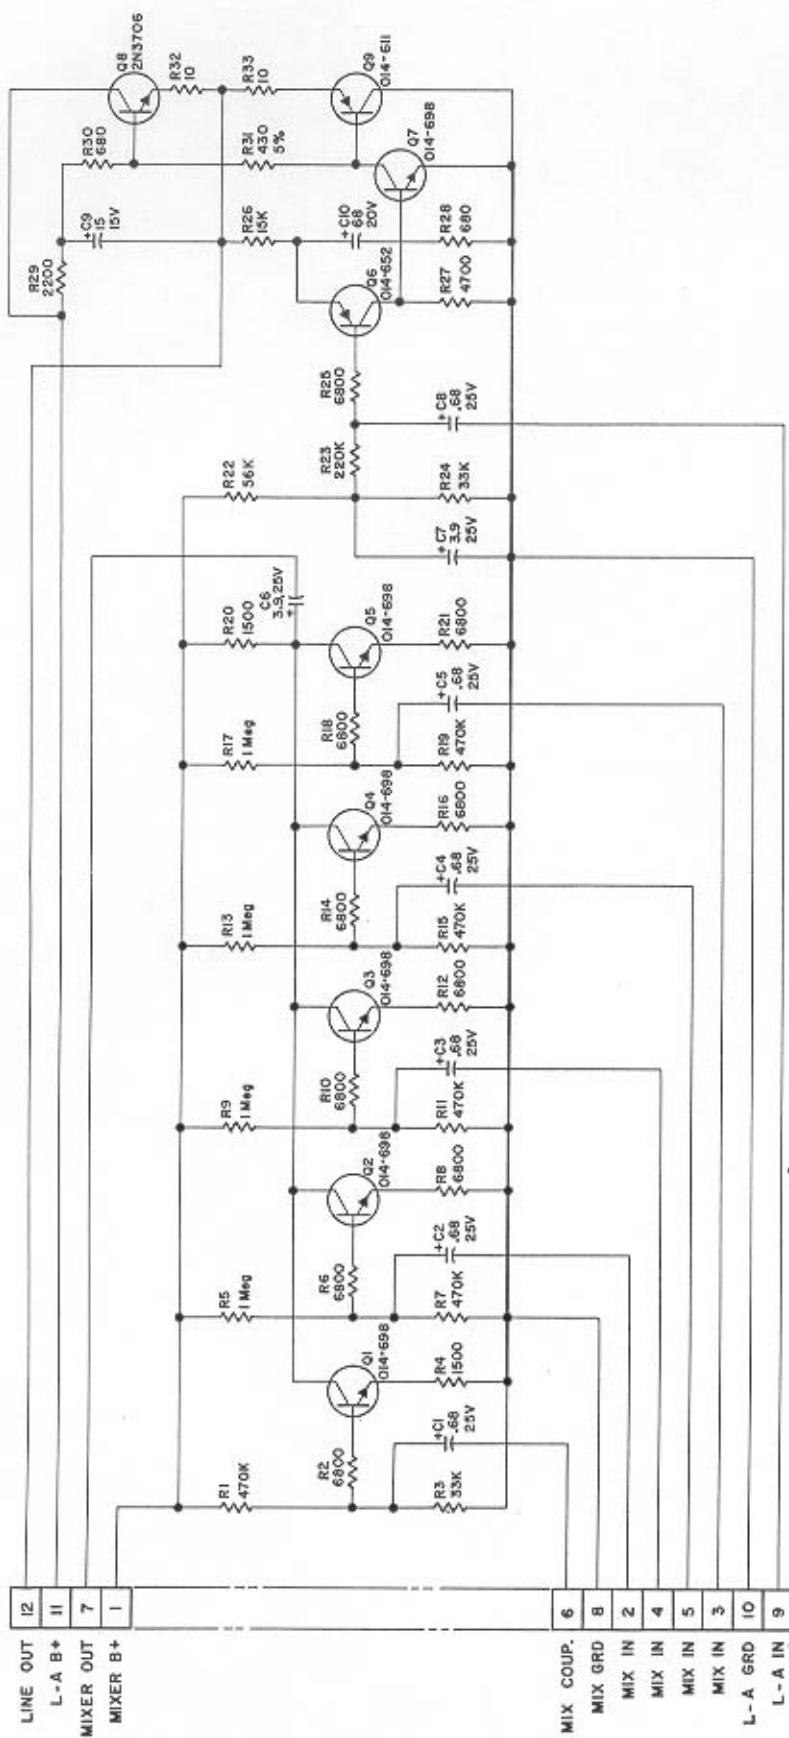 LINE OUT 12
L-A B+ 11
MIXER OUT 7
MIXER B+ 1
MIX COUP. 6
MIX GRD 8
MIX IN 2
MIX IN 4
MIX IN 5
MIX IN 3
L-A GRD 10
L-A IN 9
R1
470K
R2
6800
R3
33K
+C1
.68
25V
Q1
014-698
R4
1500
R5
1 Meg
R6
6800
R7
470K
+C2
.68
25V
Q2
014-698
R8
6800
R9
1 Meg
R10
6800
R11
470K
+C3
.68
25V
Q3
014-698
R12
6800
R13
1 Meg
R14
6800
R15
470K
+C4
.68
25V
Q4
014-698
R16
6800
R17
1 Meg
R18
6800
R19
470K
+C5
.68
25V
R20
1500
C6
3.9,25V
+
Q5
014-698
R21
6800
R22
56K
+C7
3.9
25V
R23
220K
R24
33K
+C8
.68
25V
R25
6800
R29
2200
+C9
15
15V
R26
15K
Q6
014-652
R27
4700
+C10
68
20V
R28
680
R30
680
R31
430
5%
Q7
014-698
Q8
2N3706
R32
10
R33
10
Q9
014-611